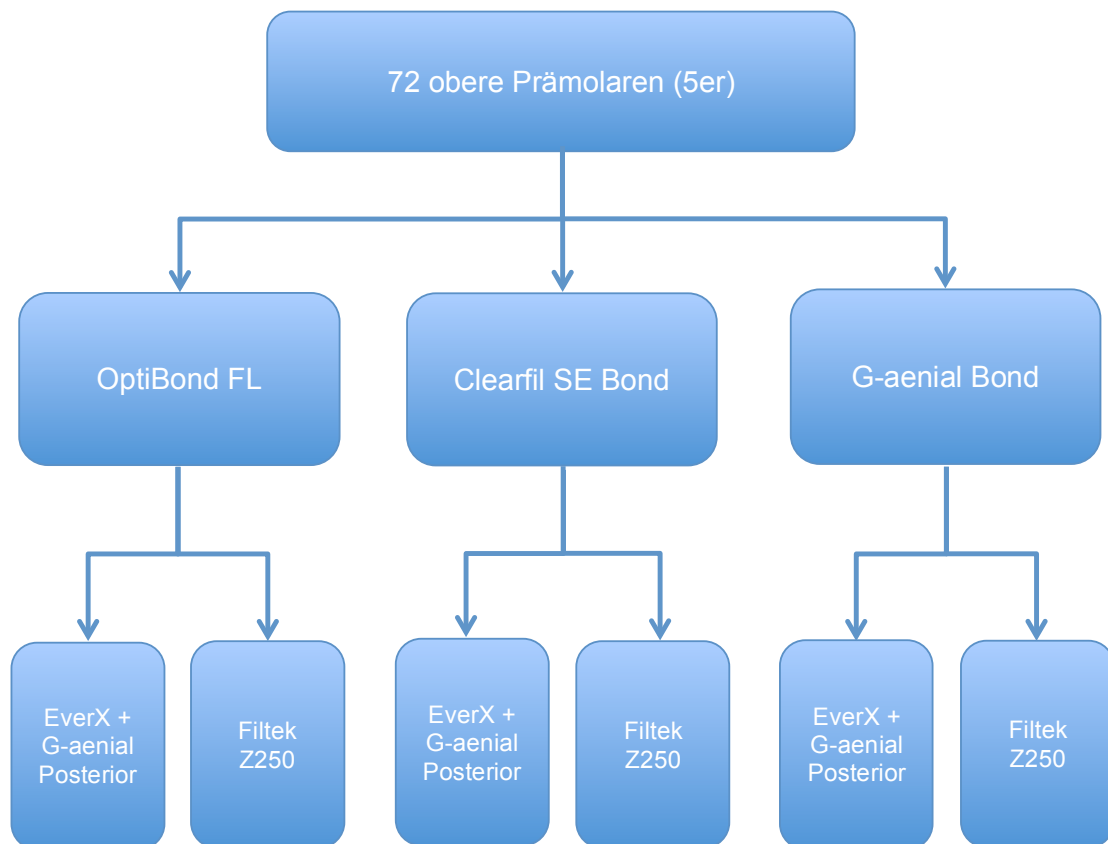 72 obere Prämolaren (5er)
OptiBond FL
Clearfil SE Bond
G-aenial Bond
EverX +
G-aenial
Posterior
Filtek
Z250
EverX +
G-aenial
Posterior
Filtek
Z250
EverX +
G-aenial
Posterior
Filtek
Z250